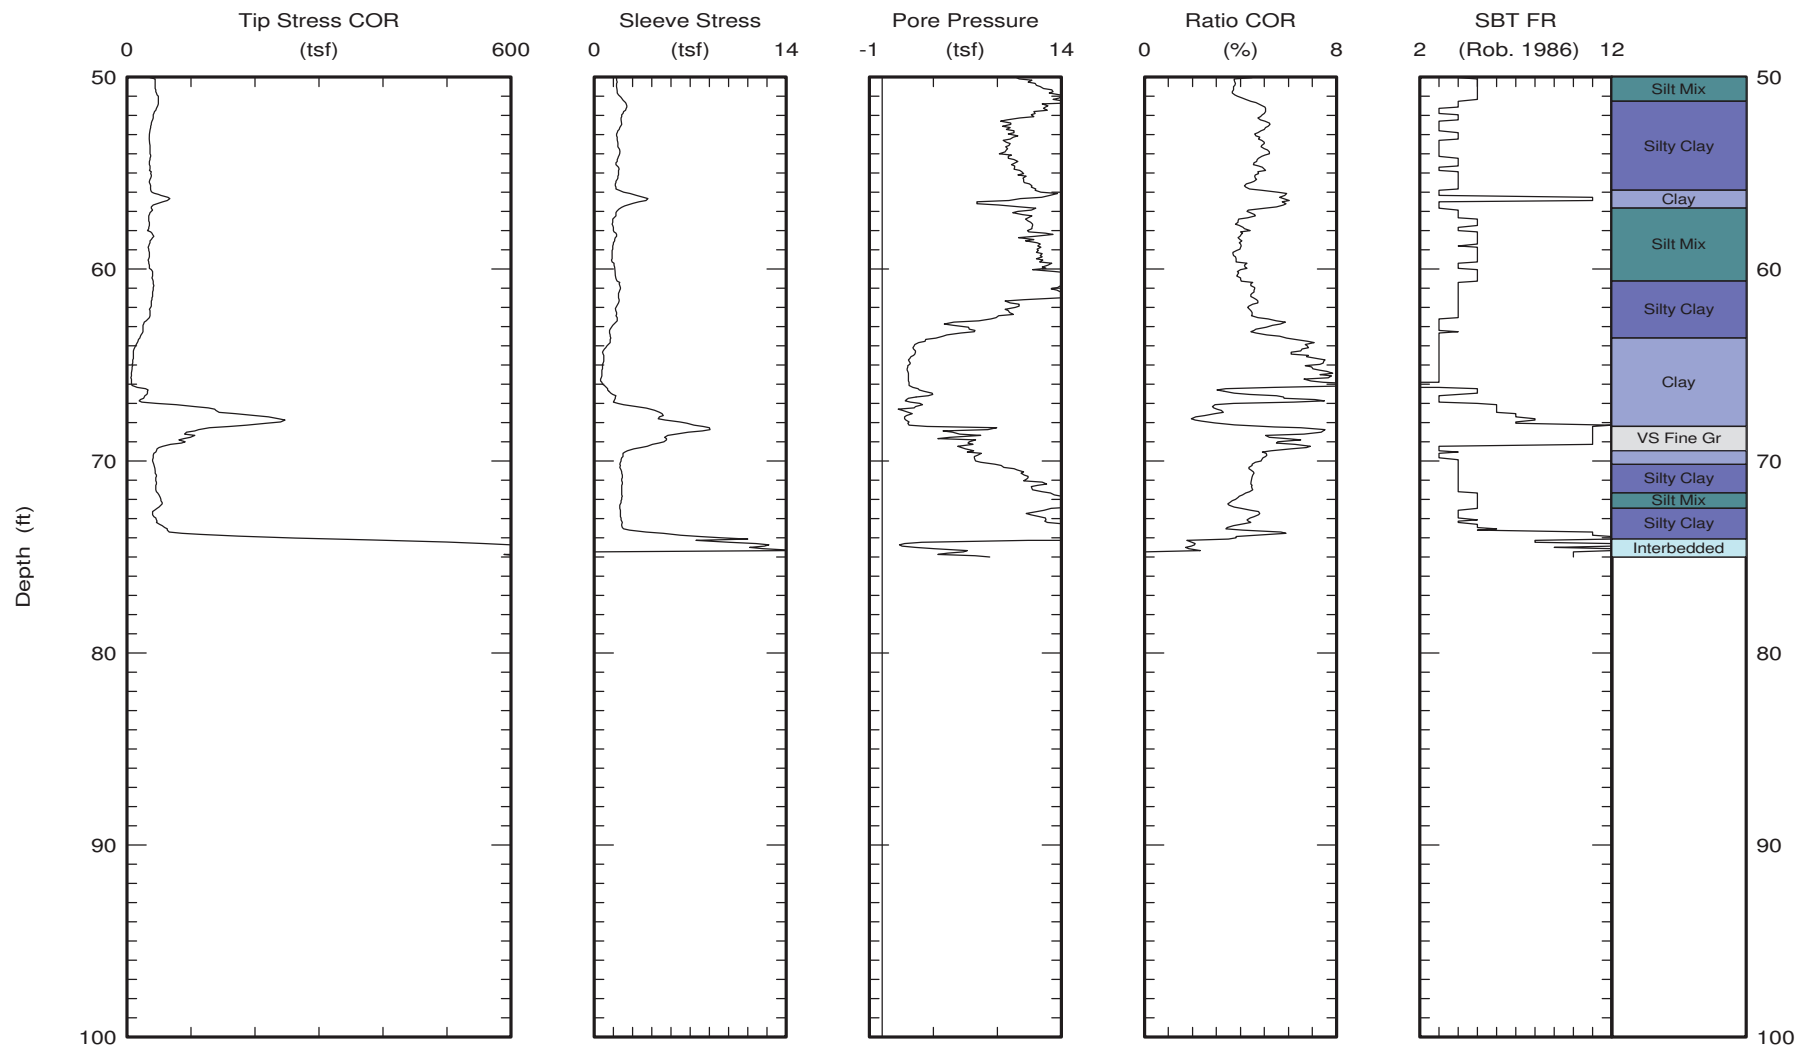 Tip Stress COR Sleeve Stress Pore Pressure Ratio COR SBT FR
0 (tsf) 600 0 (tsf) 14 -1 (tsf) 14 0 (%) 8 2 (Rob. 1986) 12
50 50
Silt Mix
Silty Clay
Clay
Silt Mix
60 60
Silty Clay
Clay
VS Fine Gr
70 70
Silty Clay
Silt Mix
Silty Clay
Interbedded
Depth (ft)
80 80
90 90
100 100